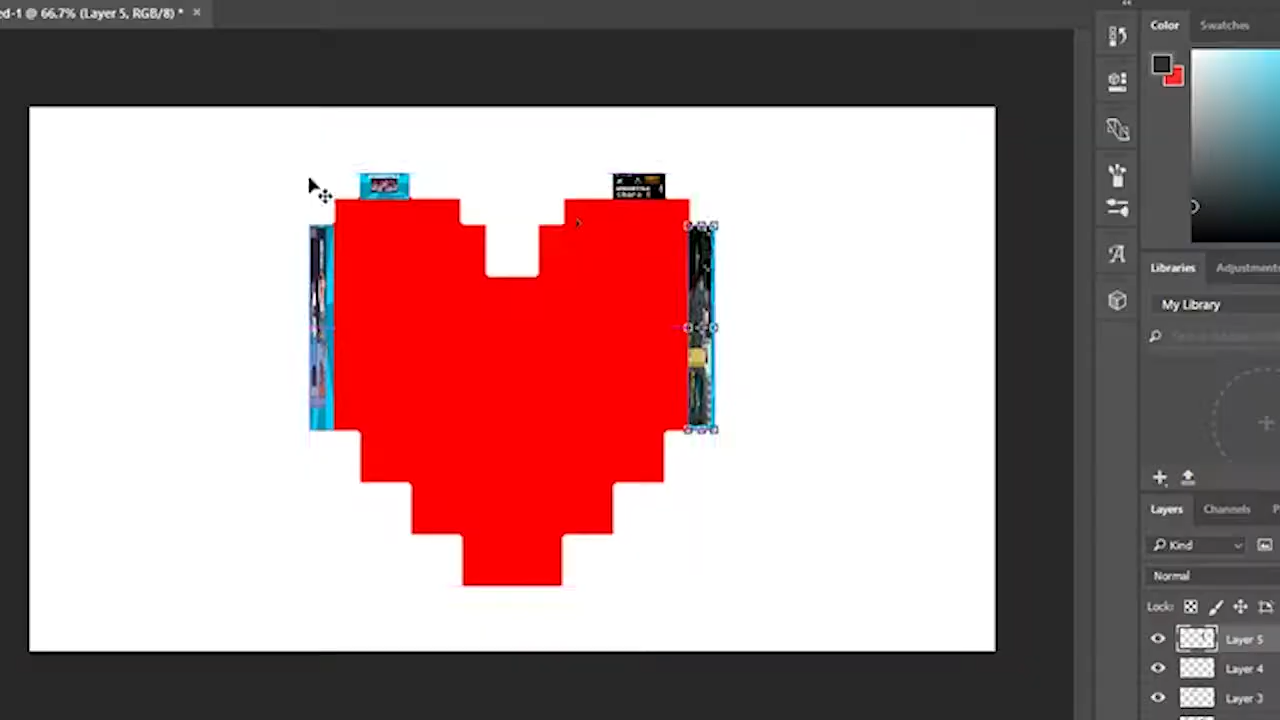 ed-1 @ 66.7% (Layer 5, RGB/8) *
Color Swatches
Libraries Adjustments
My Library
Layers Channels P
Kind
Normal
Lock:
Layer 5
Layer 4
Layer 3